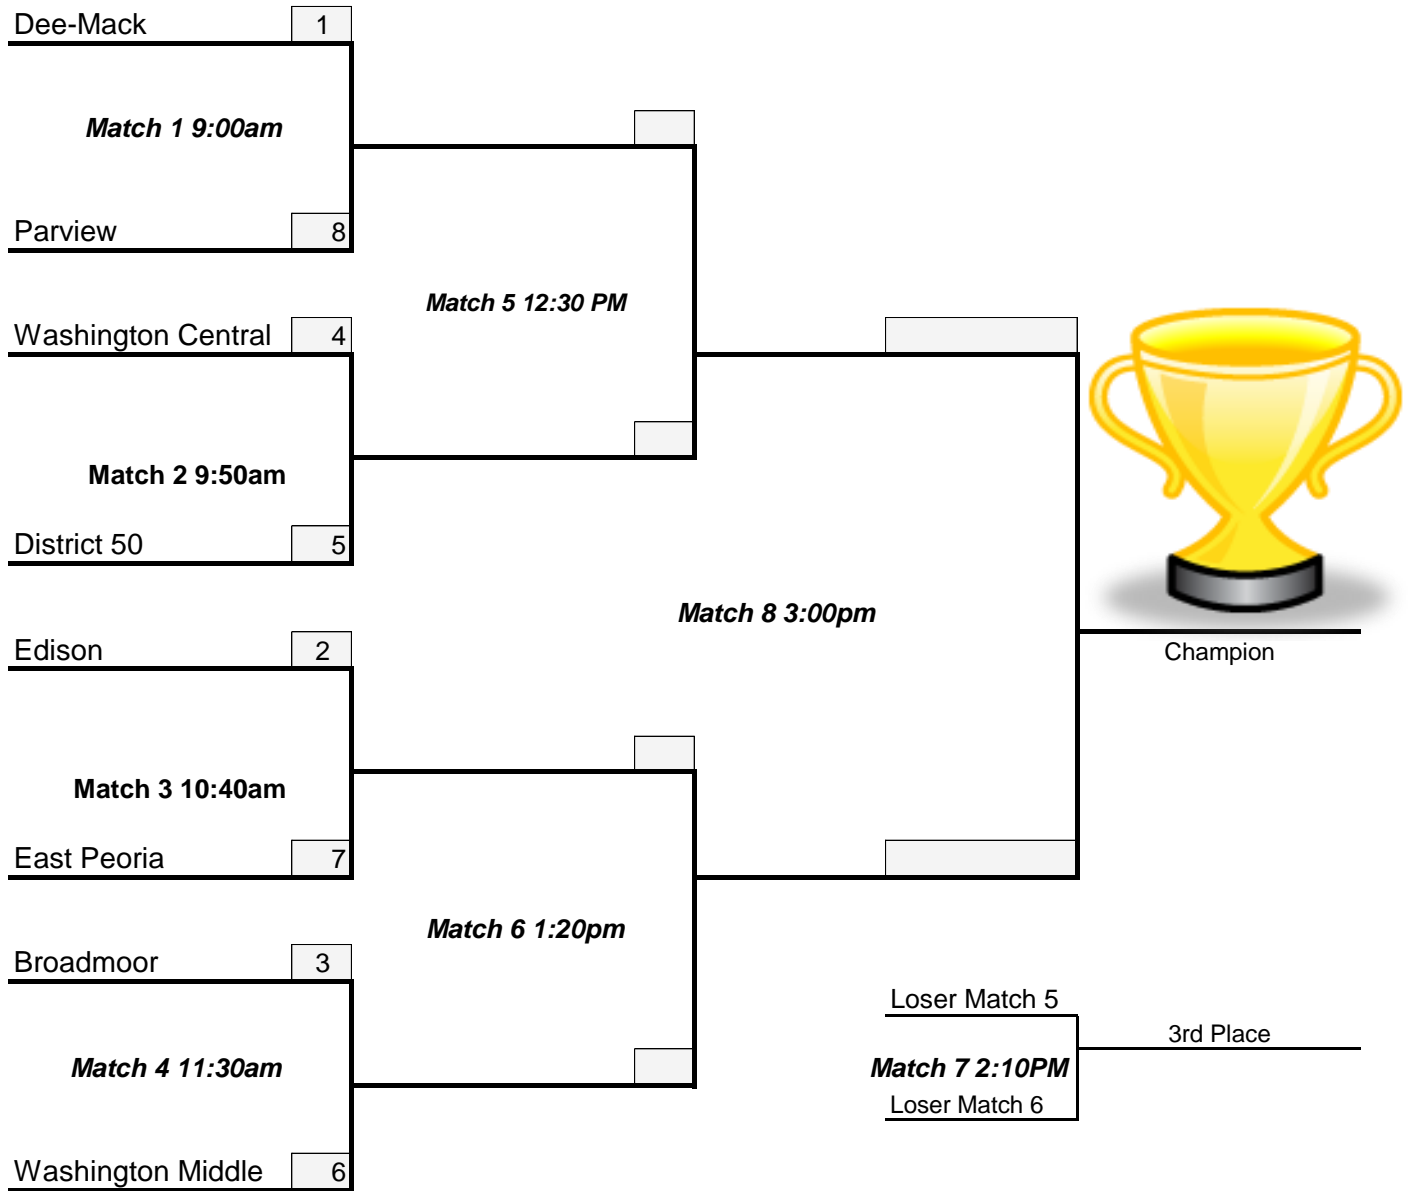 Dee-Mack 1
Match 1 9:00am
Parview 8
Match 5 12:30 PM
Washington Central 4
Match 2 9:50am
District 50 5
Match 8 3:00pm
Edison 2
Champion
Match 3 10:40am
East Peoria 7
Match 6 1:20pm
Broadmoor 3
Loser Match 5
3rd Place
Match 4 11:30am
Match 7 2:10PM
Loser Match 6
Washington Middle 6